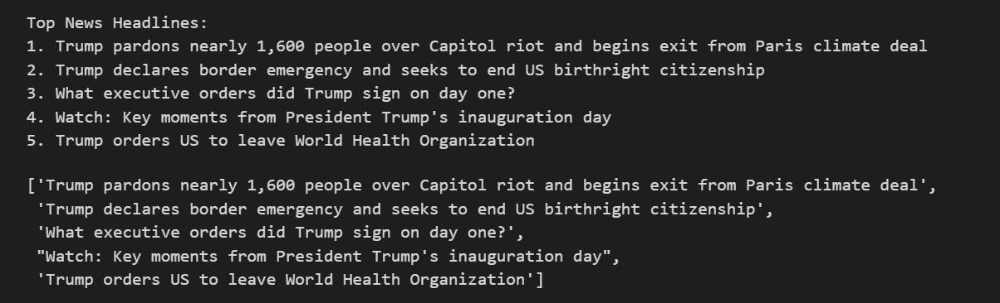 Top News Headlines:
1. Trump pardons nearly 1,600 people over Capitol riot and begins exit from Paris climate deal
2. Trump declares border emergency and seeks to end US birthright citizenship
3. What executive orders did Trump sign on day one?
4. Watch: Key moments from President Trump's inauguration day
5. Trump orders US to leave World Health Organization
['Trump pardons nearly 1,600 people over Capitol riot and begins exit from Paris climate deal',
 'Trump declares border emergency and seeks to end US birthright citizenship',
 'What executive orders did Trump sign on day one?',
 "Watch: Key moments from President Trump's inauguration day",
 'Trump orders US to leave World Health Organization']